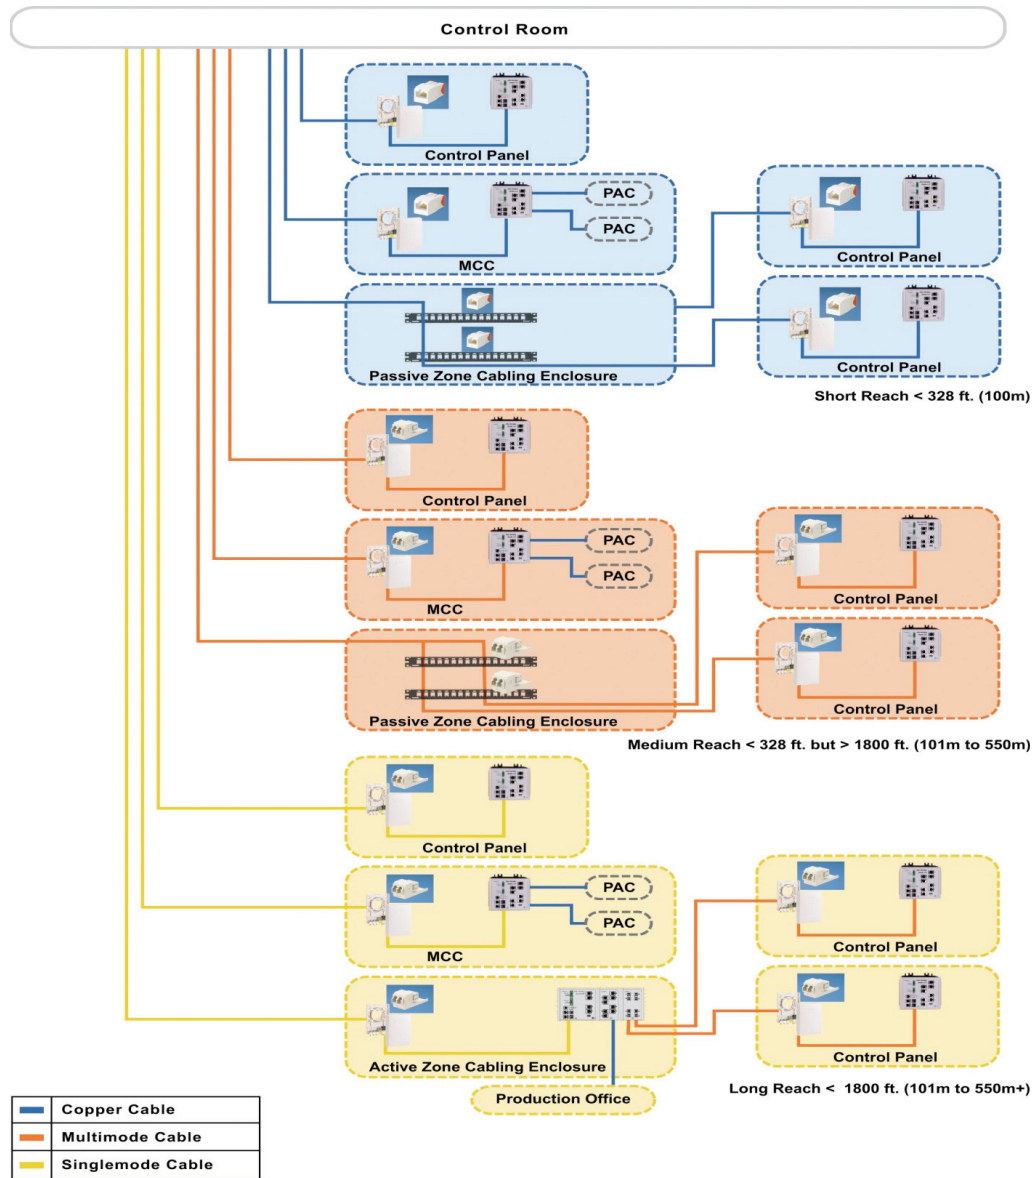 Control Room
Control Panel
PAC
PAC
MCC
Control Panel
Passive Zone Cabling Enclosure
Control Panel
Short Reach < 328 ft. (100m)
Control Panel
PAC
PAC
MCC
Control Panel
Passive Zone Cabling Enclosure
Control Panel
Medium Reach < 328 ft. but > 1800 ft. (101m to 550m)
Control Panel
PAC
PAC
MCC
Control Panel
Active Zone Cabling Enclosure
Control Panel
Production Office
Long Reach < 1800 ft. (101m to 550m+)
Copper Cable
Multimode Cable
Singlemode Cable